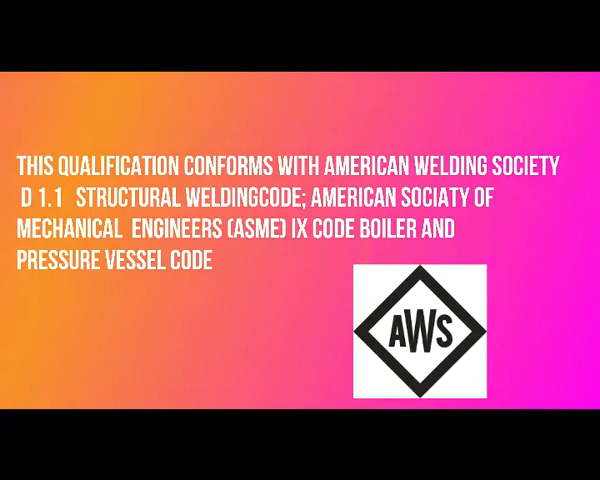 THIS QUALIFICATION CONFORMS WITH AMERICAN WELDING SOCIETY
D 1.1 STRUCTURAL WELDINGCODE; AMERICAN SOCIATY OF
MECHANICAL ENGINEERS (ASME) IX CODE BOILER AND
PRESSURE VESSEL CODE
AWS